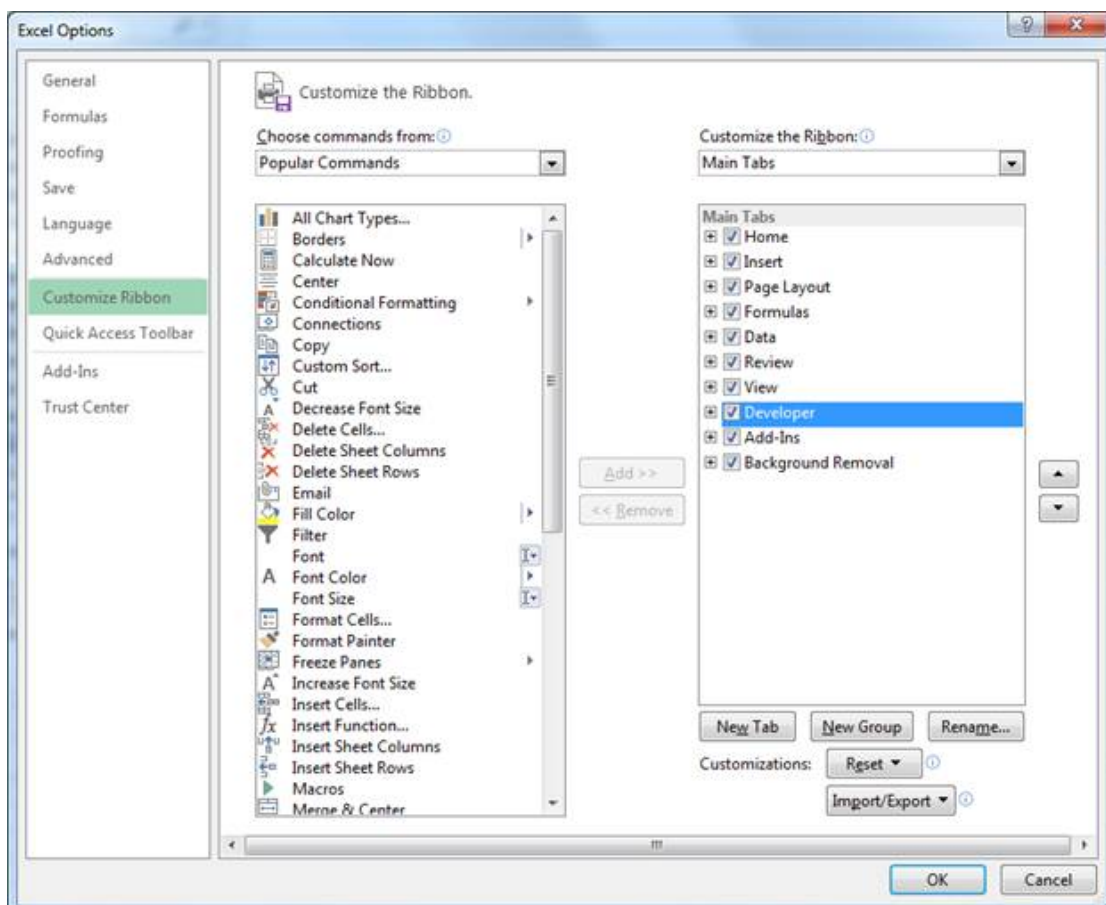 Excel Options
General
Formulas
Proofing
Save
Language
Advanced
Customize Ribbon
Quick Access Toolbar
Add-Ins
Trust Center
Customize the Ribbon.
Choose commands from:
Popular Commands
All Chart Types...
Borders
Calculate Now
Center
Conditional Formatting
Connections
Copy
Custom Sort...
Cut
Decrease Font Size
Delete Cells...
Delete Sheet Columns
Delete Sheet Rows
Email
Fill Color
Filter
Font
Font Color
Font Size
Format Cells...
Format Painter
Freeze Panes
Increase Font Size
Insert Cells...
Insert Function...
Insert Sheet Columns
Insert Sheet Rows
Macros
Merge & Center
Add >>
<< Remove
Customize the Ribbon:
Main Tabs
Main Tabs
Home
Insert
Page Layout
Formulas
Data
Review
View
Developer
Add-Ins
Background Removal
New Tab
New Group
Rename...
Customizations:
Reset
Import/Export
OK
Cancel